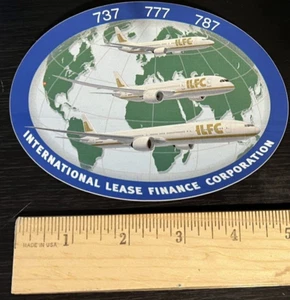 737 777 787
ILFC
ILFC
ILFC
INTERNATIONAL LEASE FINANCE CORPORATION
MADE IN USA
1 2 3 4 5